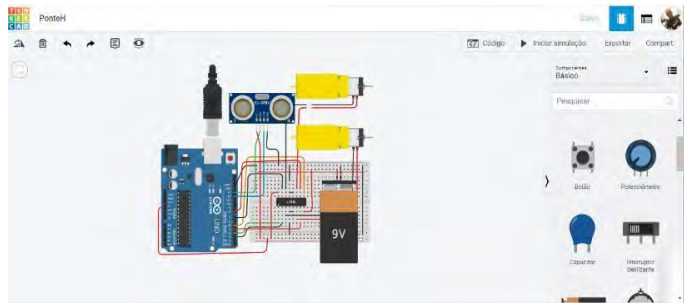 TIN
KER
CAD
PonteH
Salvo
Código
Iniciar simulação
Exportar
Compart.
Componentes
Básico
Pesquisar
Botão
Potenciômetro
Capacitor
Interruptor
deslizante
UNO
9V